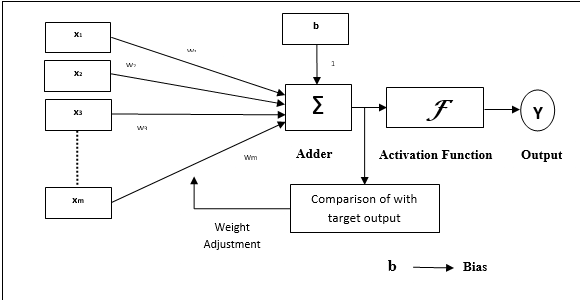 b
x1
W1
x2
W2
1
x3
Σ
ℱ
Y
W3
Wm
Adder
Activation Function
Output
xm
Comparison of with
target output
Weight
Adjustment
b
Bias